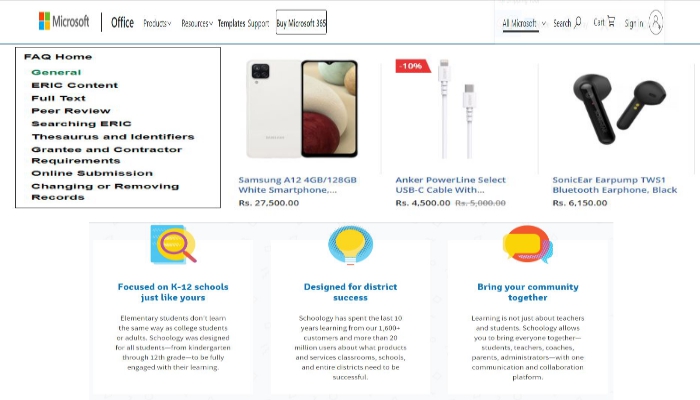 Microsoft
Office
Products
Resources
Templates
Support
Buy Microsoft 365
All Microsoft
Search
Cart
Sign in
FAQ Home
General
ERIC Content
Full Text
Peer Review
Searching ERIC
Thesaurus and Identifiers
Grantee and Contractor
Requirements
Online Submission
Changing or Removing
Records
SAMSUNG
Samsung A12 4GB/128GB
White Smartphone,...
Rs. 27,500.00
-10%
Anker PowerLine Select
USB-C Cable With...
Rs. 4,500.00 Rs. 5,000.00
SonicEar Earpump TWS1
Bluetooth Earphone, Black
Rs. 6,150.00
Focused on K-12 schools
just like yours
Elementary students don't learn
the same way as college students
or adults. Schoology was designed
for all students—from kindergarten
through 12th grade—to be fully
engaged with their learning.
Designed for district
success
Schoology has spent the last 10
years learning from our 1,600+
customers and more than 20
million users about what products
and services classrooms, schools,
and entire districts need to be
successful.
Bring your community
together
Learning is not just about teachers
and students. Schoology allows
you to bring everyone together—
students, teachers, coaches,
parents, administrators—with one
communication and collaboration
platform.